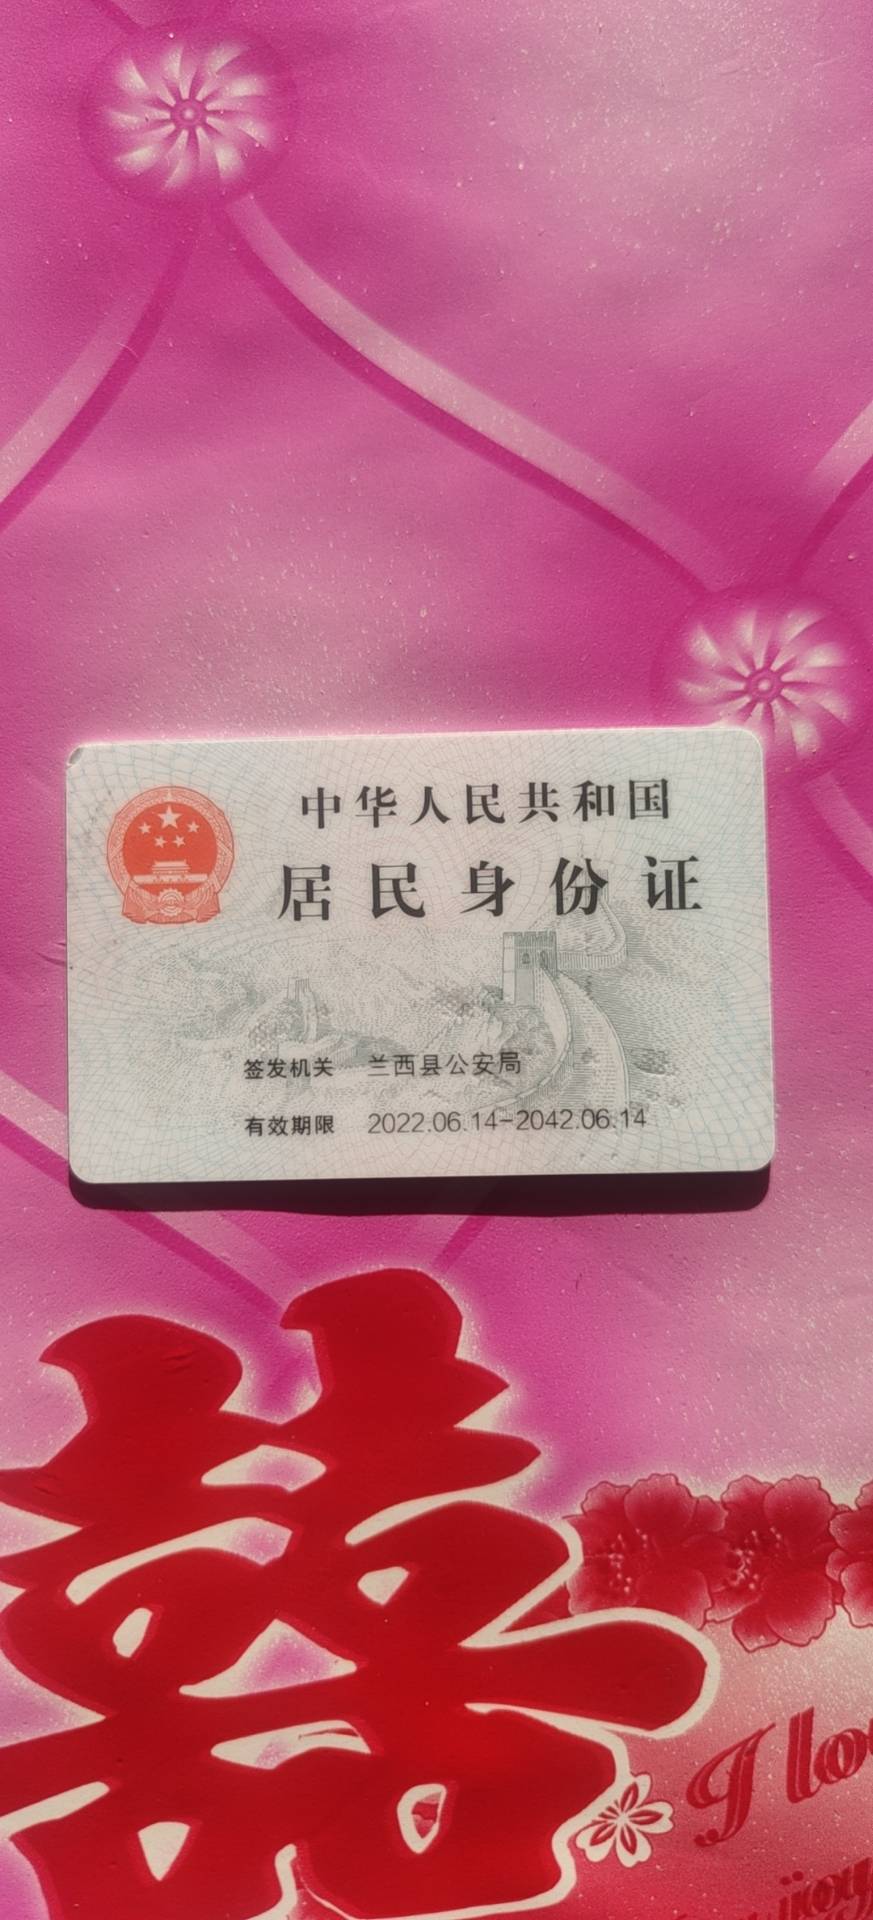 中华人民共和国
居民身份证
签发机关 兰西县公安局
有效期限 2022.06.14-2042.06.14
囍
I lo